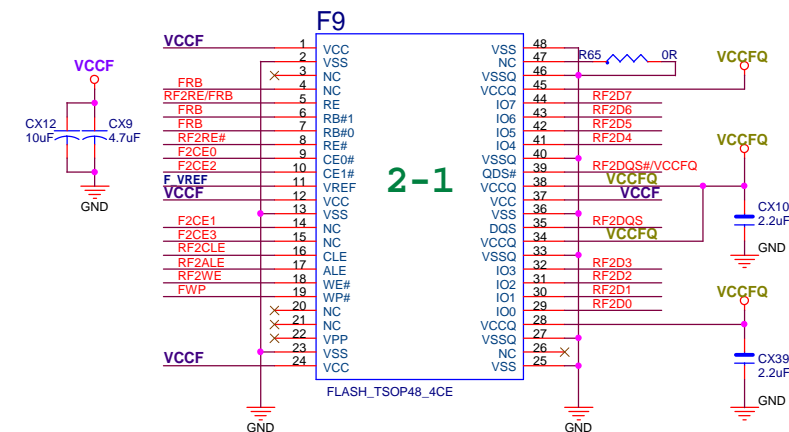 F9
VCCF
CX12
10uF
CX9
4.7uF
GND
VCCF 1 VCC
2 VSS
3 NC
FRB 4 NC
RF2RE/FRB 5 RE
FRB 6 RB#1
FRB 7 RB#0
RF2RE# 8 RE#
F2CE0 9 CE0#
F2CE2 10 CE1#
F_VREF 11 VREF
VCCF 12 VCC
13 VSS
F2CE1 14 NC
F2CE3 15 NC
RF2CLE 16 CLE
RF2ALE 17 ALE
RF2WE 18 WE#
FWP 19 WP#
20 NC
21 NC
22 VPP
23 VSS
VCCF 24 VCC
2-1
VSS 48
NC 47 R65 0R
VSSQ 46
VCCQ 45
IO7 44 RF2D7
IO6 43 RF2D6
IO5 42 RF2D5
IO4 41 RF2D4
VSSQ 40
QDS# 39 RF2DQS#/VCCFQ
VCCQ 38 VCCFQ
VCC 37 VCCF
VSS 36
DQS 35 RF2DQS
VCCQ 34 VCCFQ
VSSQ 33
IO3 32 RF2D3
IO2 31 RF2D2
IO1 30 RF2D1
IO0 29 RF2D0
VCCQ 28
VSSQ 27
NC 26
VSS 25
FLASH_TSOP48_4CE
GND
GND
VCCFQ
VCCFQ
CX10
2.2uF
GND
VCCFQ
CX39
2.2uF
GND